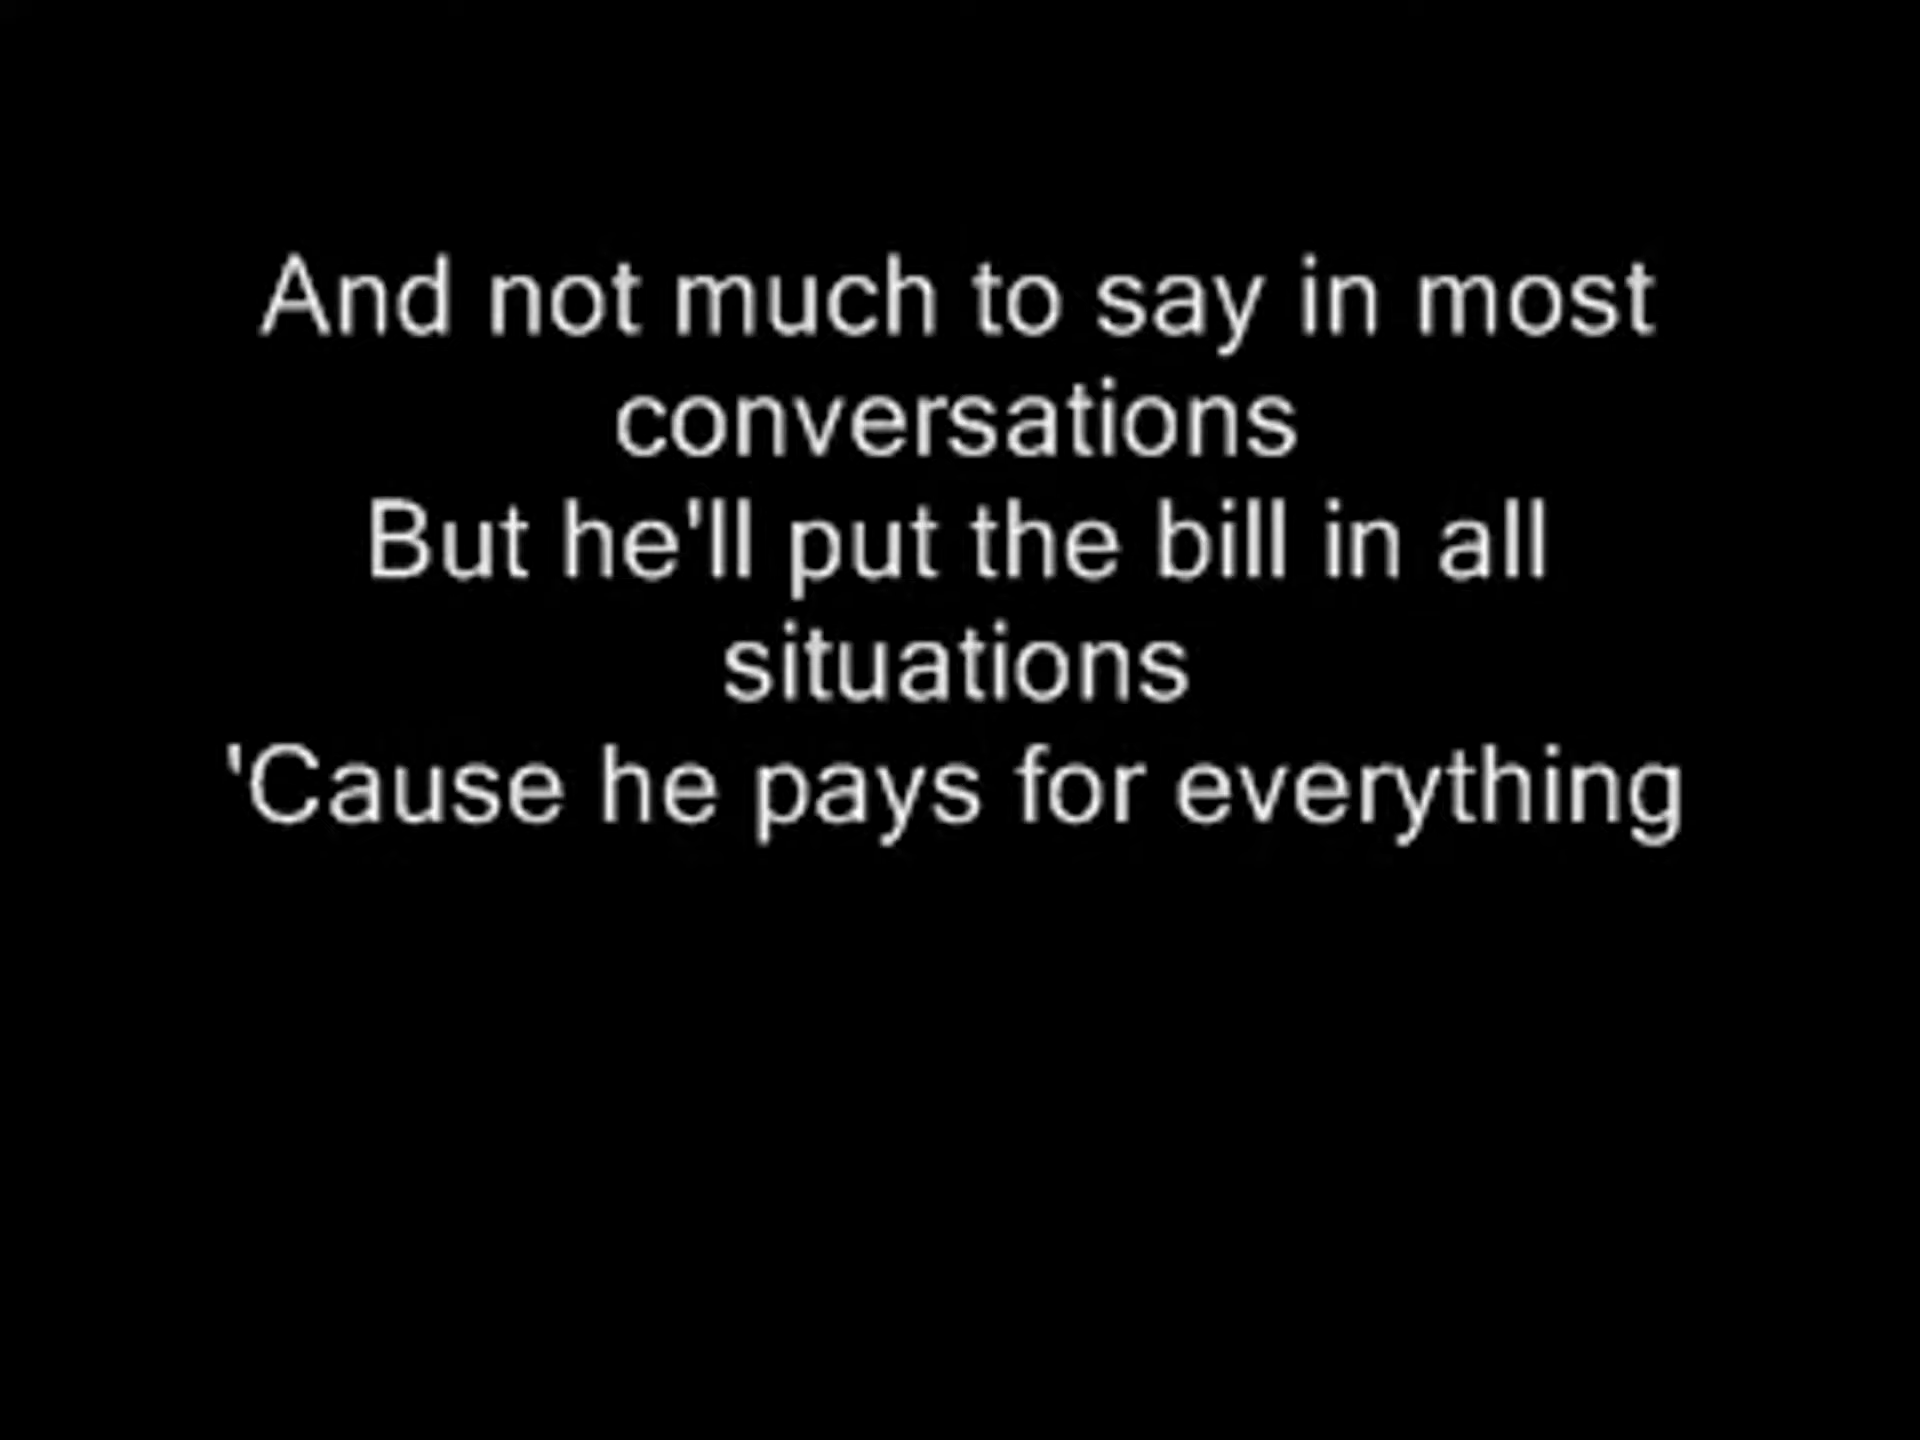 And not much to say in most
conversations
But he'll put the bill in all
situations
'Cause he pays for everything